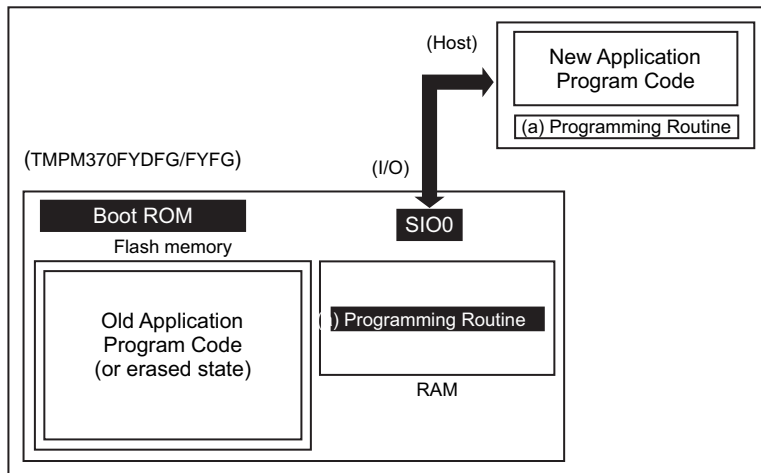 (Host)
New Application
Program Code
(a) Programming Routine
(TMPM370FYDFG/FYFG)
(I/O)
Boot ROM
SIO0
Flash memory
Old Application
Program Code
(or erased state)
(a) Programming Routine
RAM